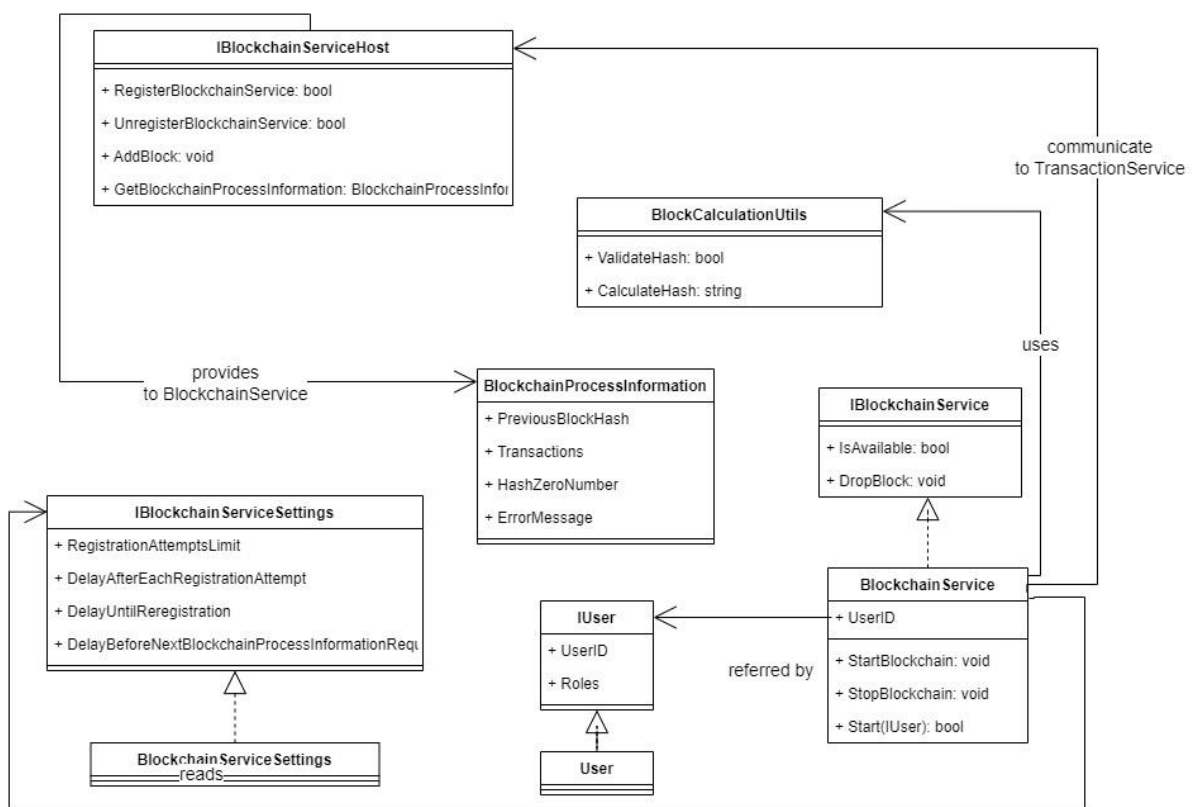 IBlockchainServiceHost
+ RegisterBlockchainService: bool
+ UnregisterBlockchainService: bool
+ AddBlock: void
+ GetBlockchainProcessInformation: BlockchainProcessInfor
communicate
to TransactionService
BlockCalculationUtils
+ ValidateHash: bool
+ CalculateHash: string
uses
provides
to BlockchainService
BlockchainProcessInformation
+ PreviousBlockHash
+ Transactions
+ HashZeroNumber
+ ErrorMessage
IBlockchainService
+ IsAvailable: bool
+ DropBlock: void
IBlockchainServiceSettings
+ RegistrationAttemptsLimit
+ DelayAfterEachRegistrationAttempt
+ DelayUntilReregistration
+ DelayBeforeNextBlockchainProcessInformationRequ
IUser
+ UserID
+ Roles
referred by
BlockchainService
+ UserID
+ StartBlockchain: void
+ StopBlockchain: void
+ Start(IUser): bool
BlockchainServiceSettings
reads
User